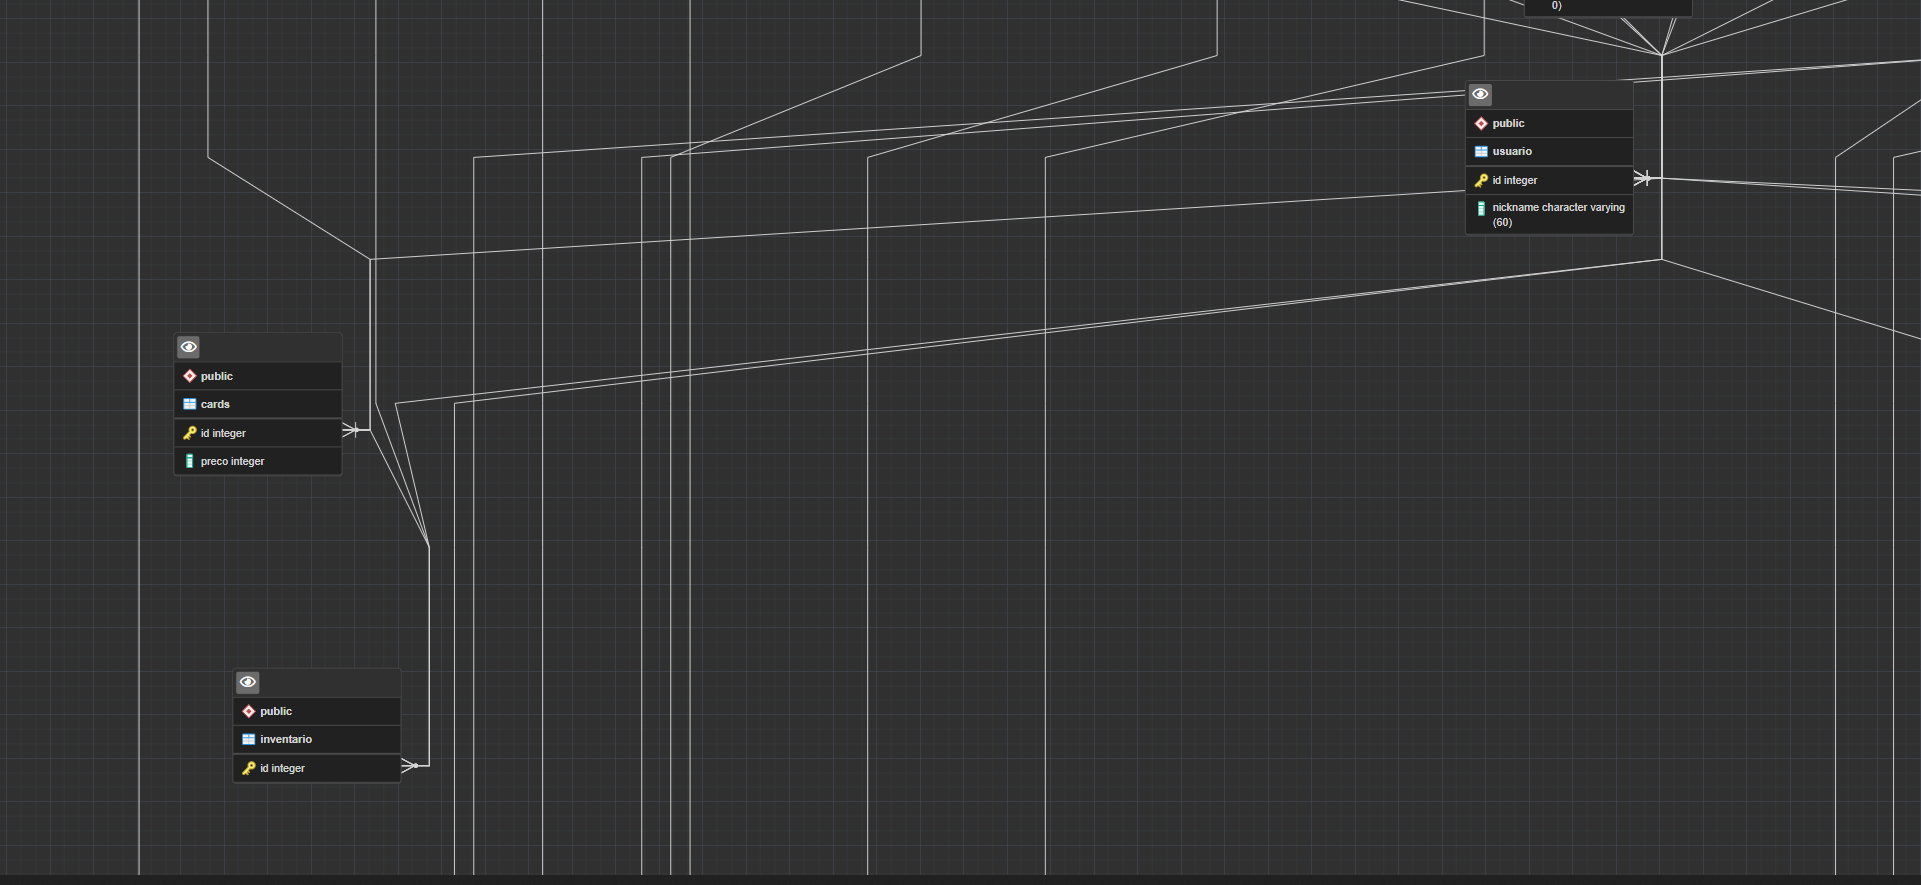 0)
public
usuario
id integer
nickname character varying
(60)
public
cards
id integer
preco integer
public
inventario
id integer